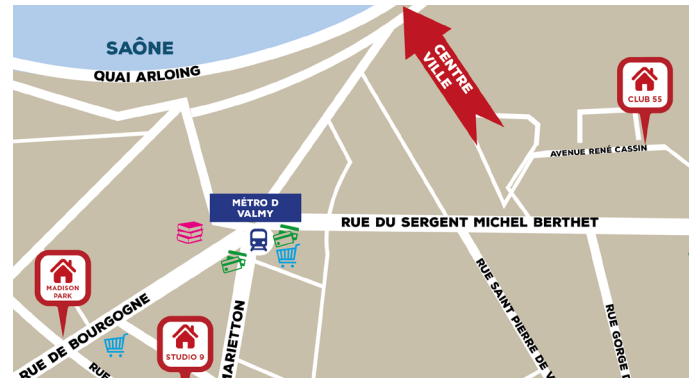 SAÔNE
QUAI ARLOING
CENTRE
VILLE
CLUB 55
AVENUE RENÉ CASSIN
MÉTRO D
VALMY
RUE DU SERGENT MICHEL BERTHET
MADISON
PARK
RUE DE BOURGOGNE
STUDIO 9
MARIETTON
RUE SAINT PIERRE DE V
RUE GORGE D
RUE